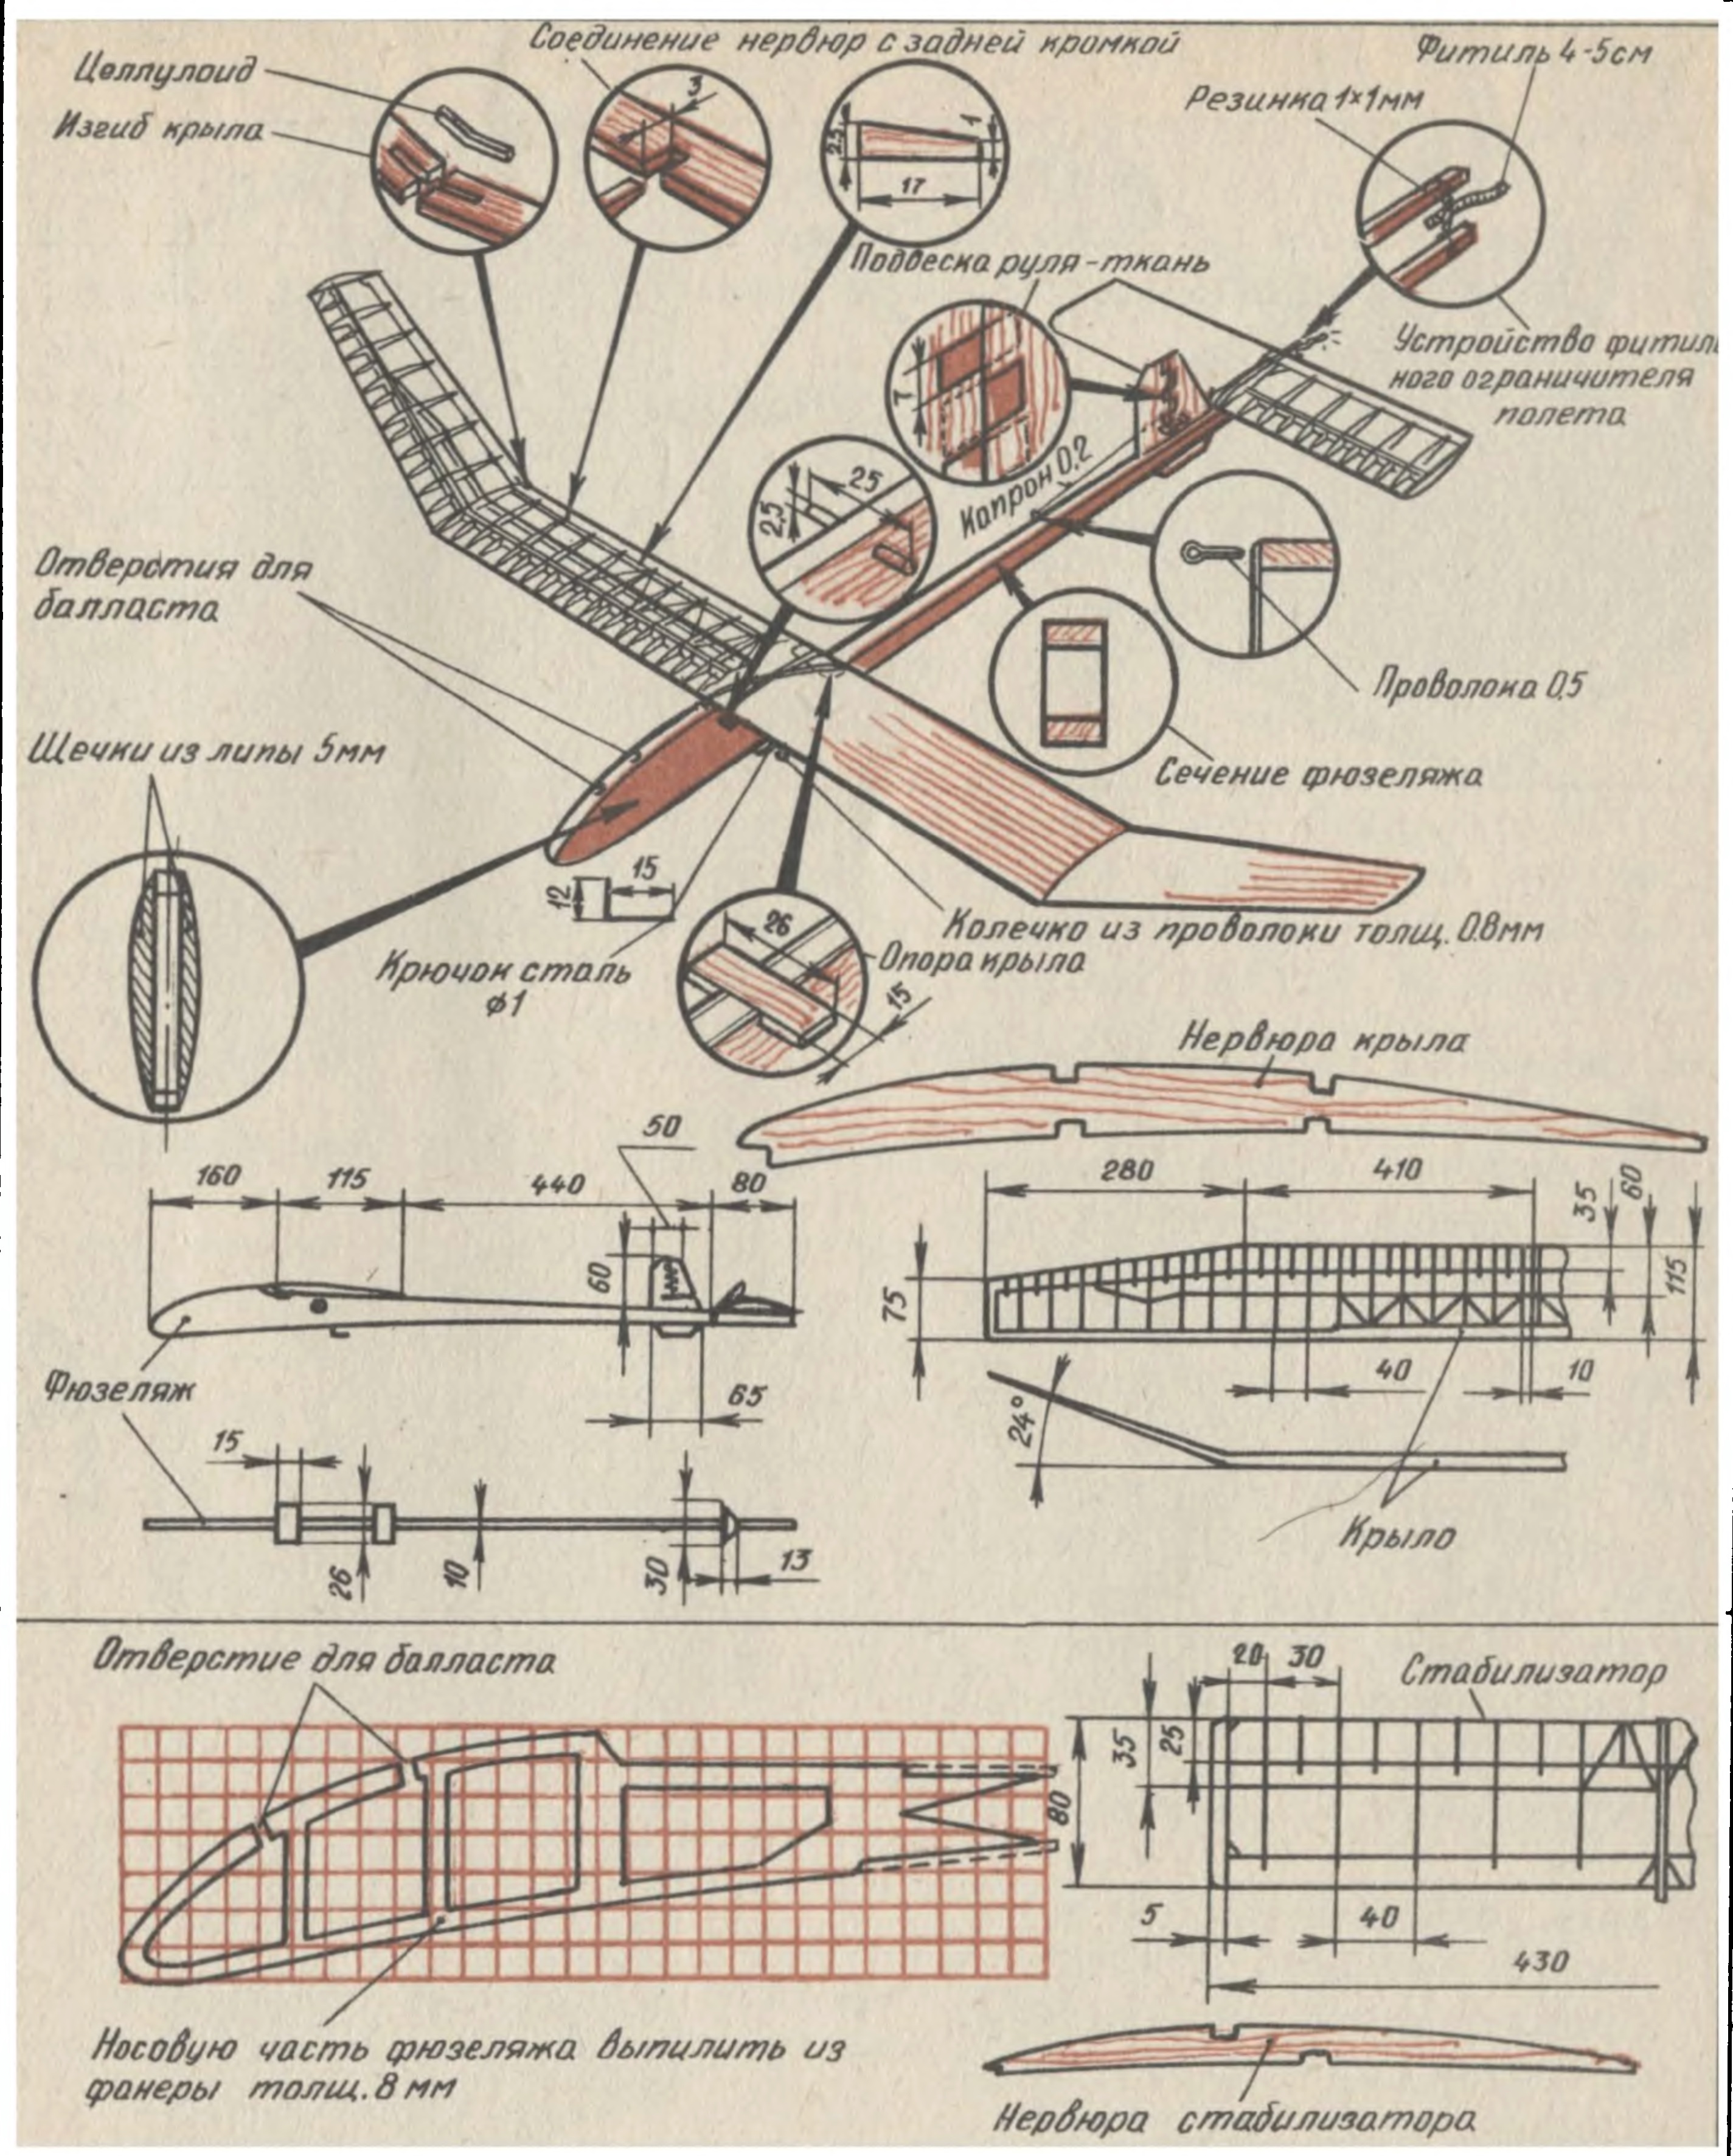 Соединение нервюр с задней кромкой
Целлулоид
Изгиб крыла
3
2,5
1
17
Фитиль 4-5см
Резинка 1×1мм
Подвеска руля-ткань
7
Устройство фитиль
ного ограничителя
полета
Капрон 0,2
25
2,5
Отверстия для
балласта
Проволока 0,5
Щечки из липы 5мм
Сечение фюзеляжа
12
15
Крючок сталь
ϕ1
26
15
Колечко из проволоки толщ. 0,8мм
Опора крыла
Нервюра крыла
50
160
115
440
80
60
65
280
410
35
60
115
75
40
10
24°
Фюзеляж
15
26
10
30
13
Крыло
Отверстие для балласта
20
30
Стабилизатор
35
25
80
5
40
430
Носовую часть фюзеляжа выпилить из
фанеры толщ. 8 мм
Нервюра стабилизатора